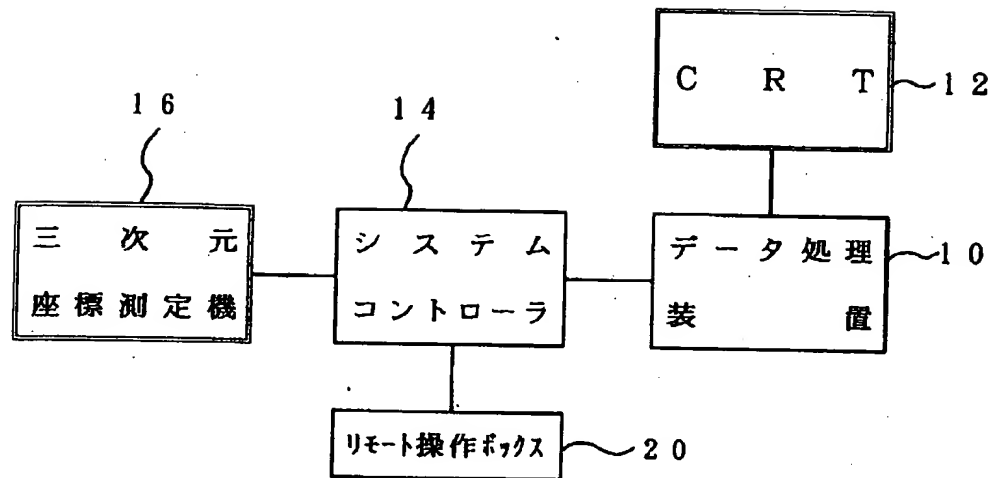 CRT
12
16
14
三次元
座標測定機
システム
コントローラ
データ処理
装置
10
リモート操作ボックス
20